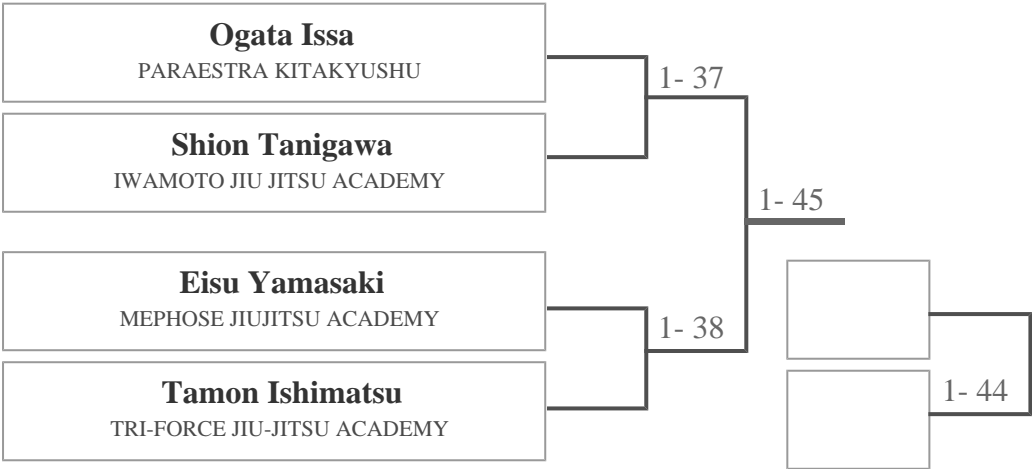 Ogata Issa
PARAESTRA KITAKYUSHU
1- 37
Shion Tanigawa
IWAMOTO JIU JITSU ACADEMY
1- 45
Eisu Yamasaki
MEPHOSE JIUJITSU ACADEMY
1- 38
Tamon Ishimatsu
TRI-FORCE JIU-JITSU ACADEMY
1- 44